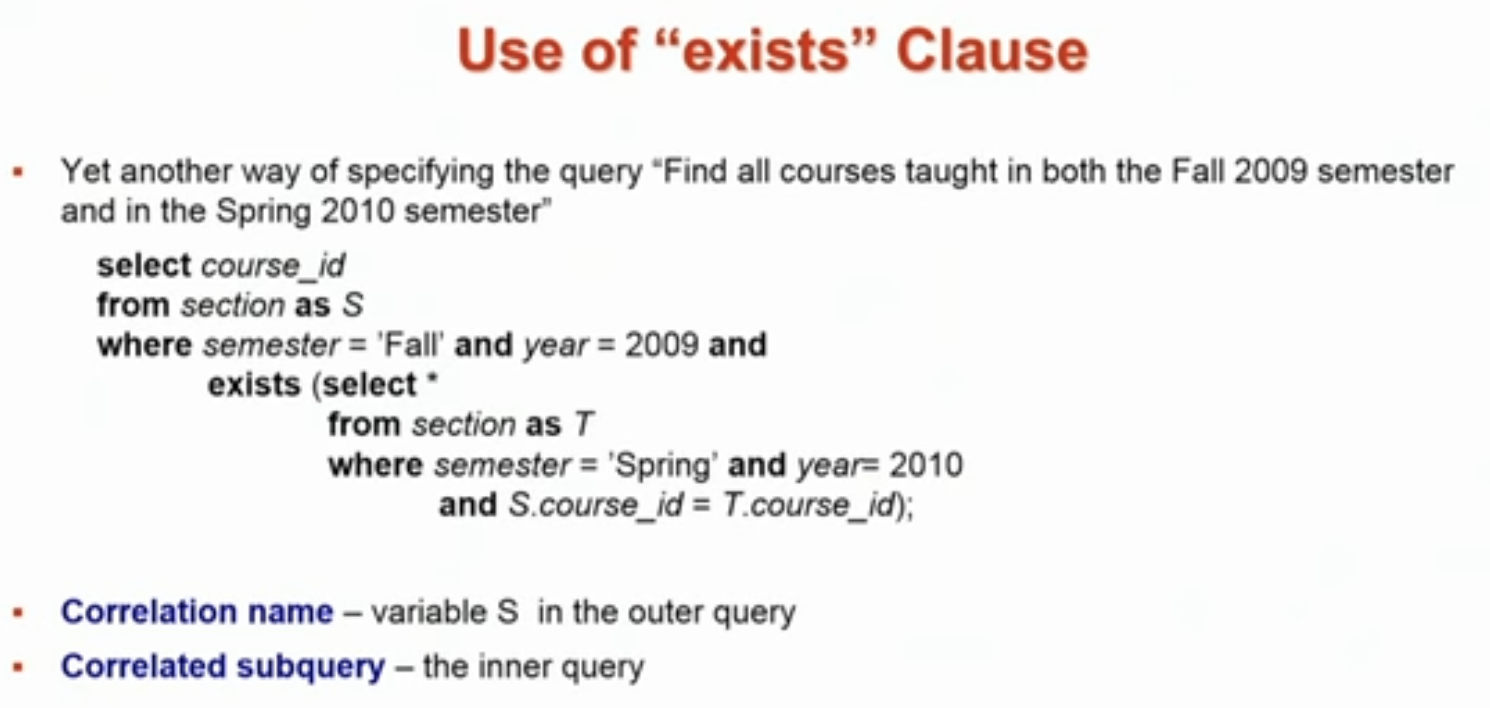 Use of “exists” Clause
Yet another way of specifying the query “Find all courses taught in both the Fall 2009 semester
and in the Spring 2010 semester”
select course_id
from section as S
where semester = ’Fall’ and year = 2009 and
exists (select *
from section as T
where semester = ’Spring’ and year= 2010
and S.course_id = T.course_id);
Correlation name – variable S in the outer query
Correlated subquery – the inner query